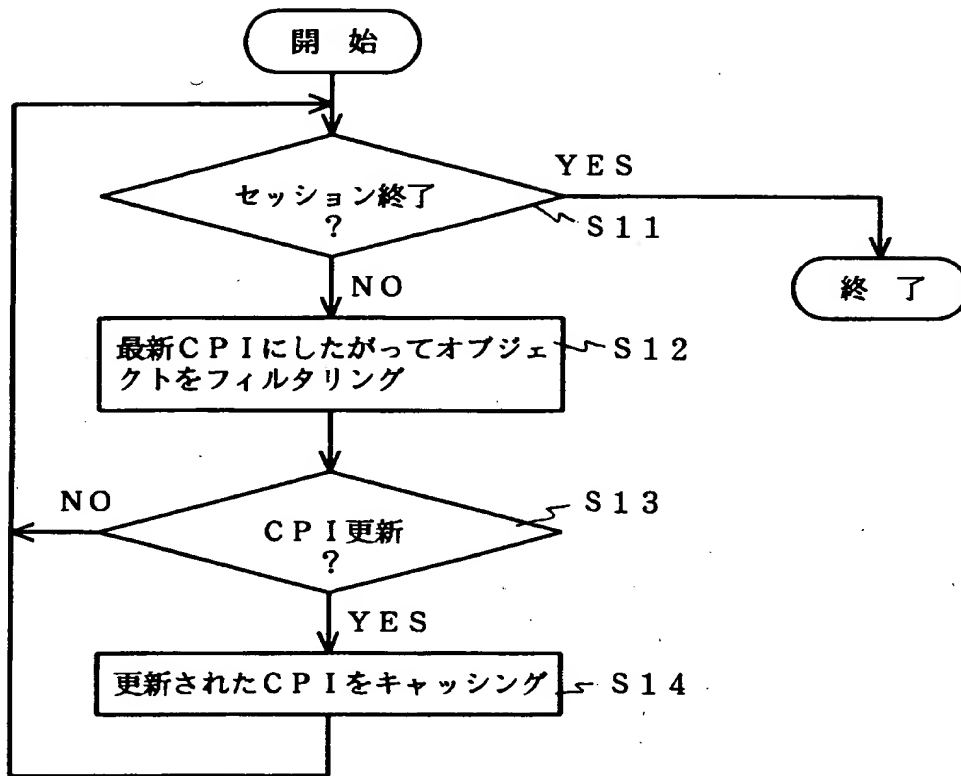 開 始
YES
セッション終了
?
S11
NO
終 了
最新CPIにしたがってオブジェ
クトをフィルタリング
S12
NO
S13
CPI更新
?
YES
更新されたCPIをキャッシング
S14